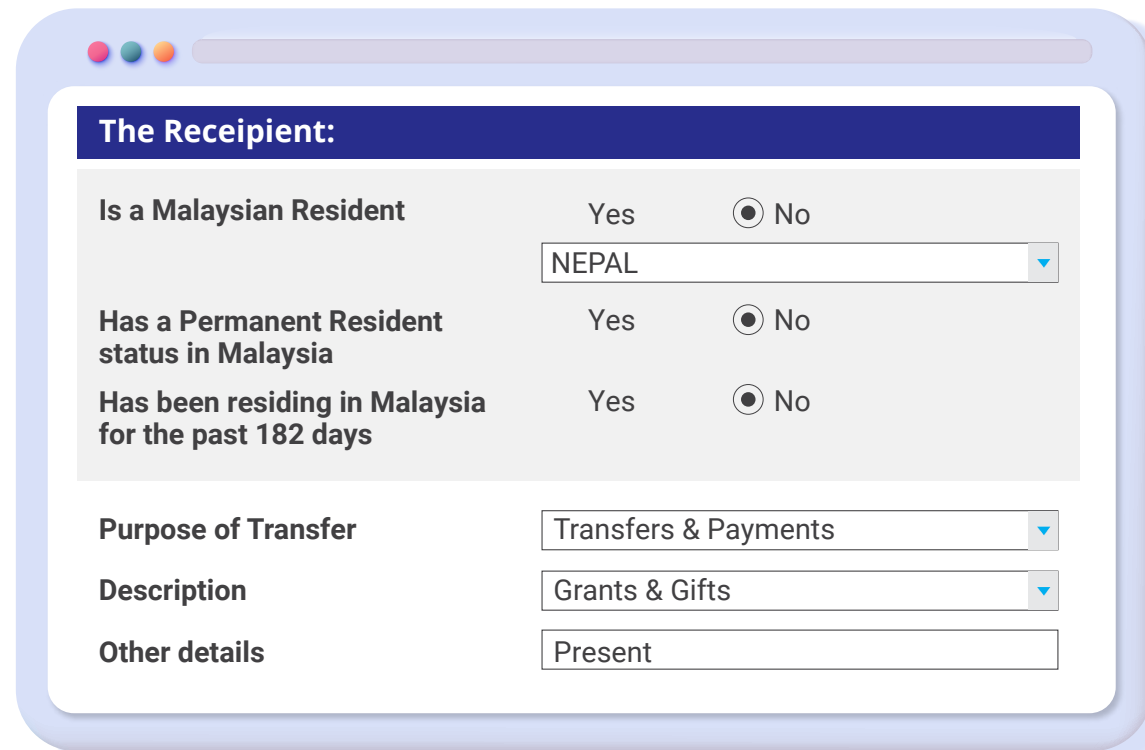 The Receipient:
Is a Malaysian Resident
Yes No
NEPAL
Has a Permanent Resident
status in Malaysia
Yes No
Has been residing in Malaysia
for the past 182 days
Yes No
Purpose of Transfer
Transfers & Payments
Description
Grants & Gifts
Other details
Present